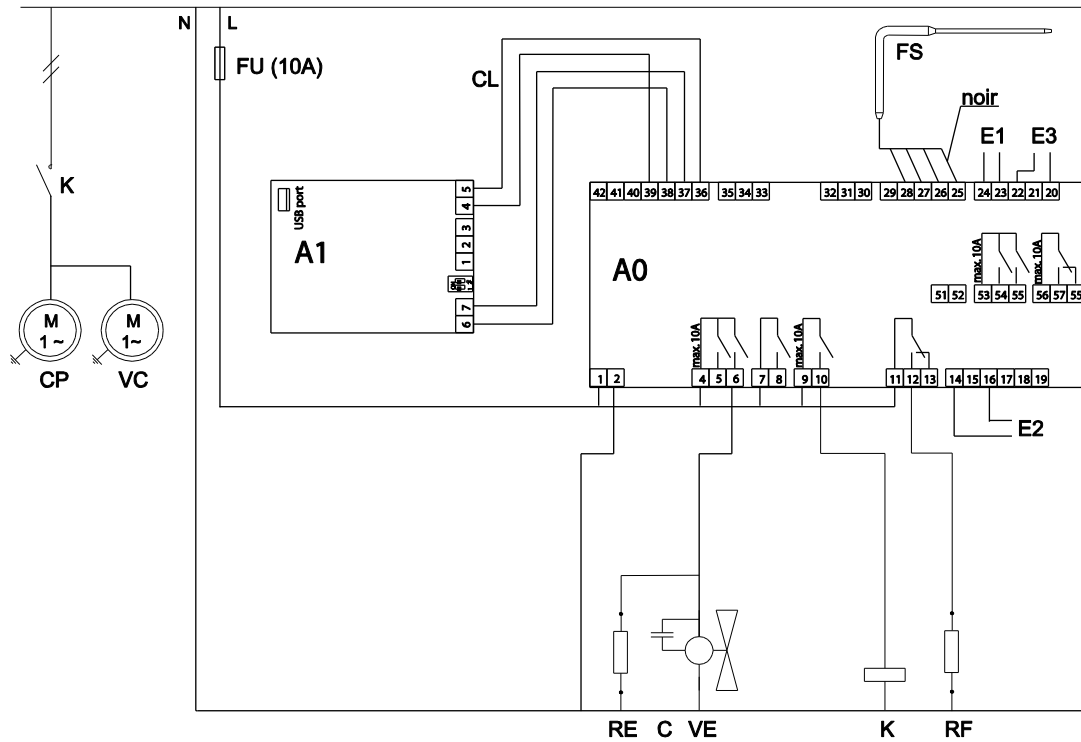 N
L
FU (10A)
CL
FS
noir
K
E1
E3
42 41 40 39 38 37 36
35 34 33
32 31 30
29 28 27 26 25
24 23 22 21 20
USB port
5
4
3
2
1
7
6
A1
A0
max. 10A
max. 10A
51 52
53 54 55
56 57 55
M
1 ~
M
1~
CP
VC
max. 10A
max. 10A
1 2
4 5 6
7 8
9 10
11 12 13
14 15 16 17 18 19
E2
RE
C
VE
K
RF